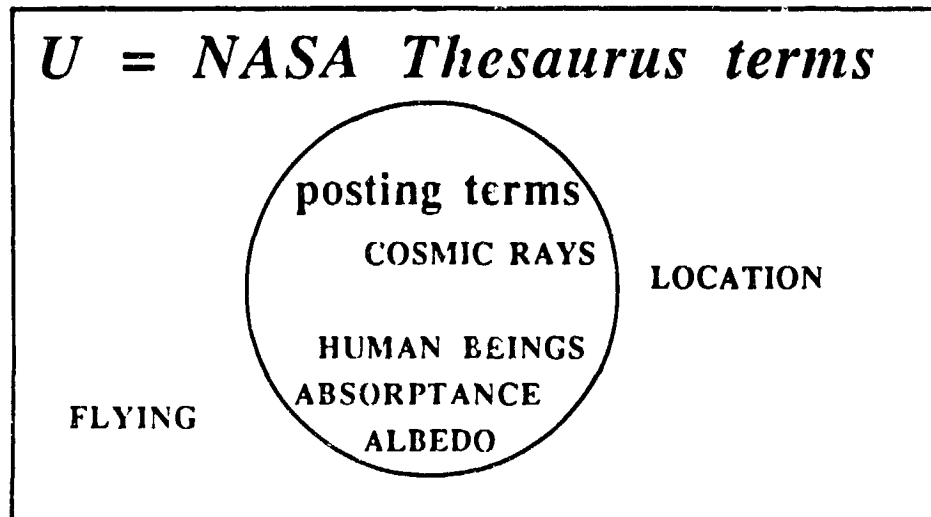 U = NASA Thesaurus terms
posting terms
COSMIC RAYS
LOCATION
HUMAN BEINGS
ABSORPTANCE
FLYING
ALBEDO